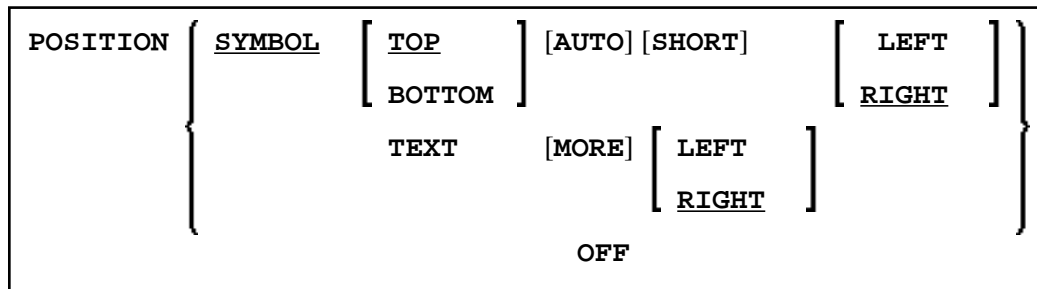 POSITION SYMBOL TOP [AUTO] [SHORT] LEFT
BOTTOM RIGHT
TEXT [MORE] LEFT
RIGHT
OFF